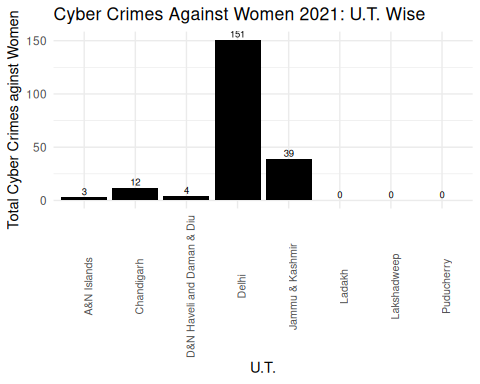 Cyber Crimes Against Women 2021: U.T. Wise
Total Cyber Crimes aginst Women
150
100
50
0
3
12
4
151
39
0
0
0
A&N Islands
Chandigarh
D&N Haveli and Daman & Diu
Delhi
Jammu & Kashmir
Ladakh
Lakshadweep
Puducherry
U.T.